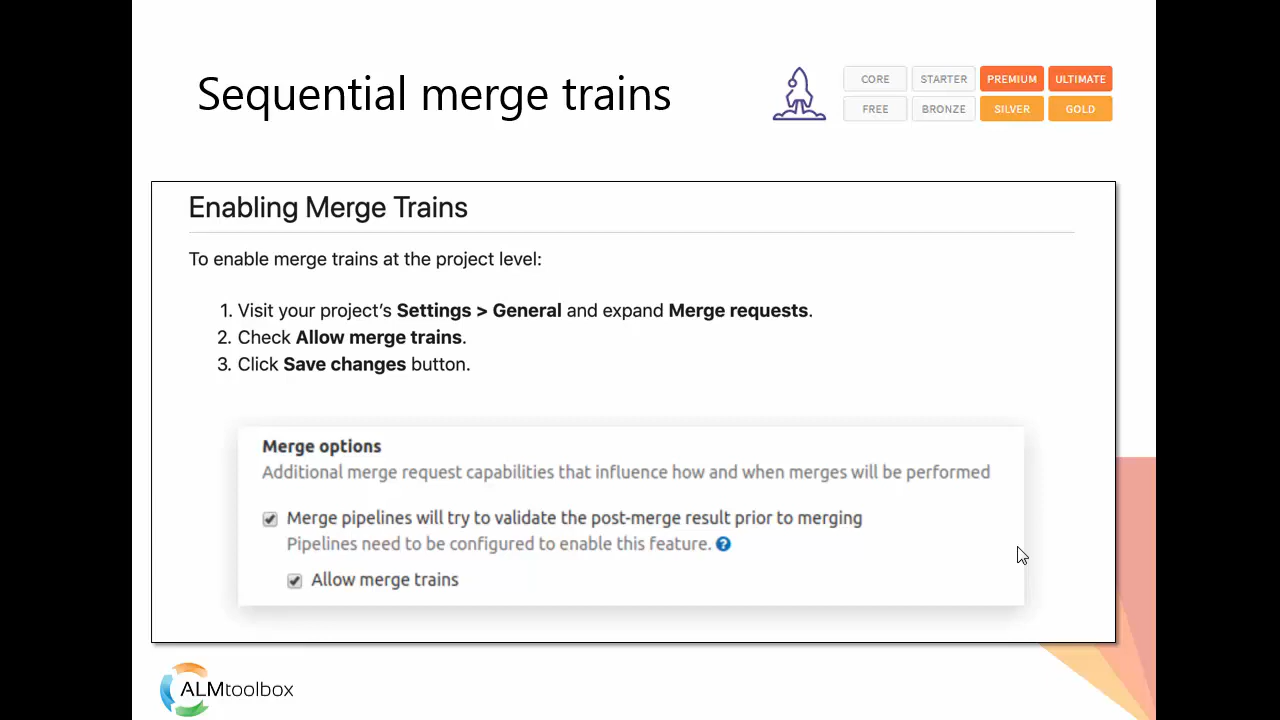 Sequential merge trains
CORE STARTER PREMIUM ULTIMATE
FREE BRONZE SILVER GOLD
Enabling Merge Trains
To enable merge trains at the project level:
1. Visit your project’s Settings > General and expand Merge requests.
2. Check Allow merge trains.
3. Click Save changes button.
Merge options
Additional merge request capabilities that influence how and when merges will be performed
Merge pipelines will try to validate the post-merge result prior to merging
Pipelines need to be configured to enable this feature. ?
Allow merge trains
ALMtoolbox